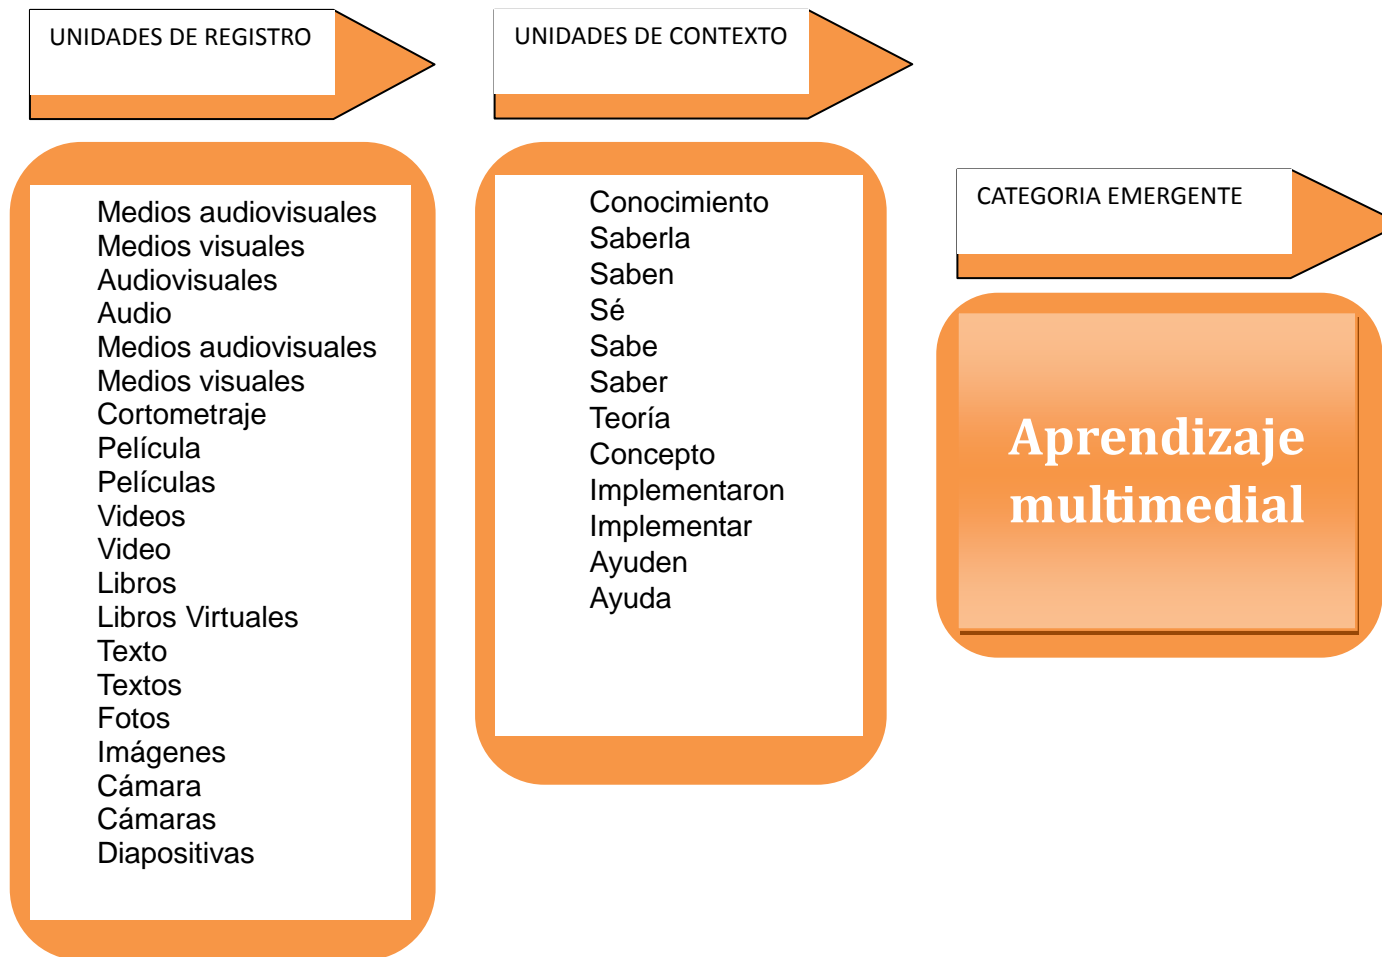 UNIDADES DE REGISTRO
Medios audiovisuales
Medios visuales
Audiovisuales
Audio
Medios audiovisuales
Medios visuales
Cortometraje
Película
Películas
Videos
Video
Libros
Libros Virtuales
Texto
Textos
Fotos
Imágenes
Cámara
Cámaras
Diapositivas
UNIDADES DE CONTEXTO
Conocimiento
Saberla
Saben
Sé
Sabe
Saber
Teoría
Concepto
Implementaron
Implementar
Ayuden
Ayuda
CATEGORIA EMERGENTE
Aprendizaje
multimedial